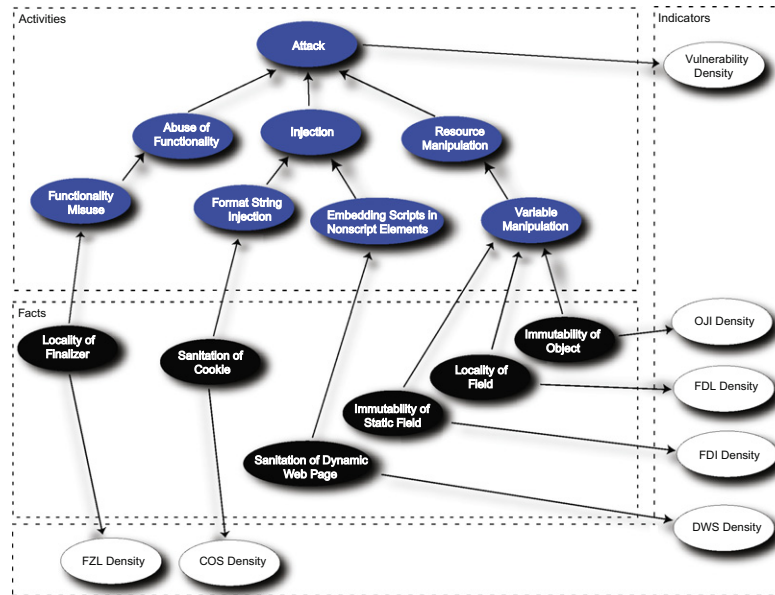 Activities
Indicators
Attack
Vulnerability
Density
Abuse of
Functionality
Injection
Resource
Manipulation
Functionality
Misuse
Format String
Injection
Embedding Scripts in
Nonscript Elements
Variable
Manipulation
Facts
Locality of
Finalizer
Sanitation of
Cookie
Immutability of
Object
OJI Density
Locality of
Field
FDL Density
Immutability of
Static Field
FDI Density
Sanitation of Dynamic
Web Page
DWS Density
FZL Density
COS Density